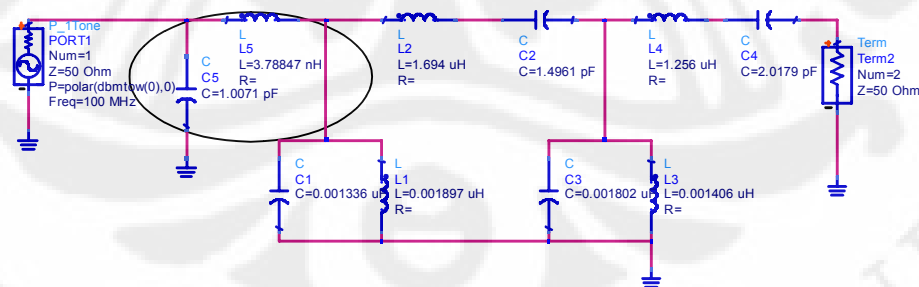 P_1Tone
PORT1
Num=1
Z=50 Ohm
P=polar(dbmtow(0),0)
Freq=100 MHz
C
C5
C=1.0071 pF
L
L5
L=3.78847 nH
R=
L
L2
L=1.694 uH
R=
C
C2
C=1.4961 pF
L
L4
L=1.256 uH
R=
C
C4
C=2.0179 pF
Term
Term2
Num=2
Z=50 Ohm
C
C1
C=0.001336 uF
L
L1
L=0.001897 uH
R=
C
C3
C=0.001802 uF
L
L3
L=0.001406 uH
R=